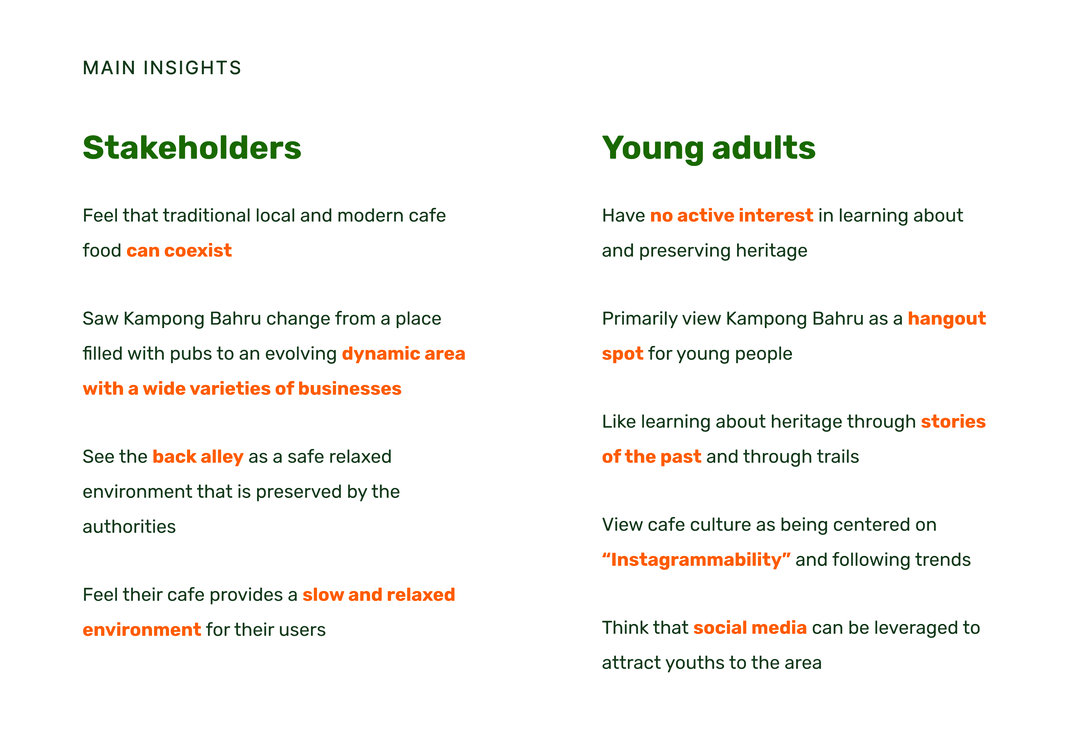 MAIN INSIGHTS
Stakeholders
Feel that traditional local and modern cafe
food can coexist
Saw Kampong Bahru change from a place
filled with pubs to an evolving dynamic area
with a wide varieties of businesses
See the back alley as a safe relaxed
environment that is preserved by the
authorities
Feel their cafe provides a slow and relaxed
environment for their users
Young adults
Have no active interest in learning about
and preserving heritage
Primarily view Kampong Bahru as a hangout
spot for young people
Like learning about heritage through stories
of the past and through trails
View cafe culture as being centered on
“Instagrammability” and following trends
Think that social media can be leveraged to
attract youths to the area